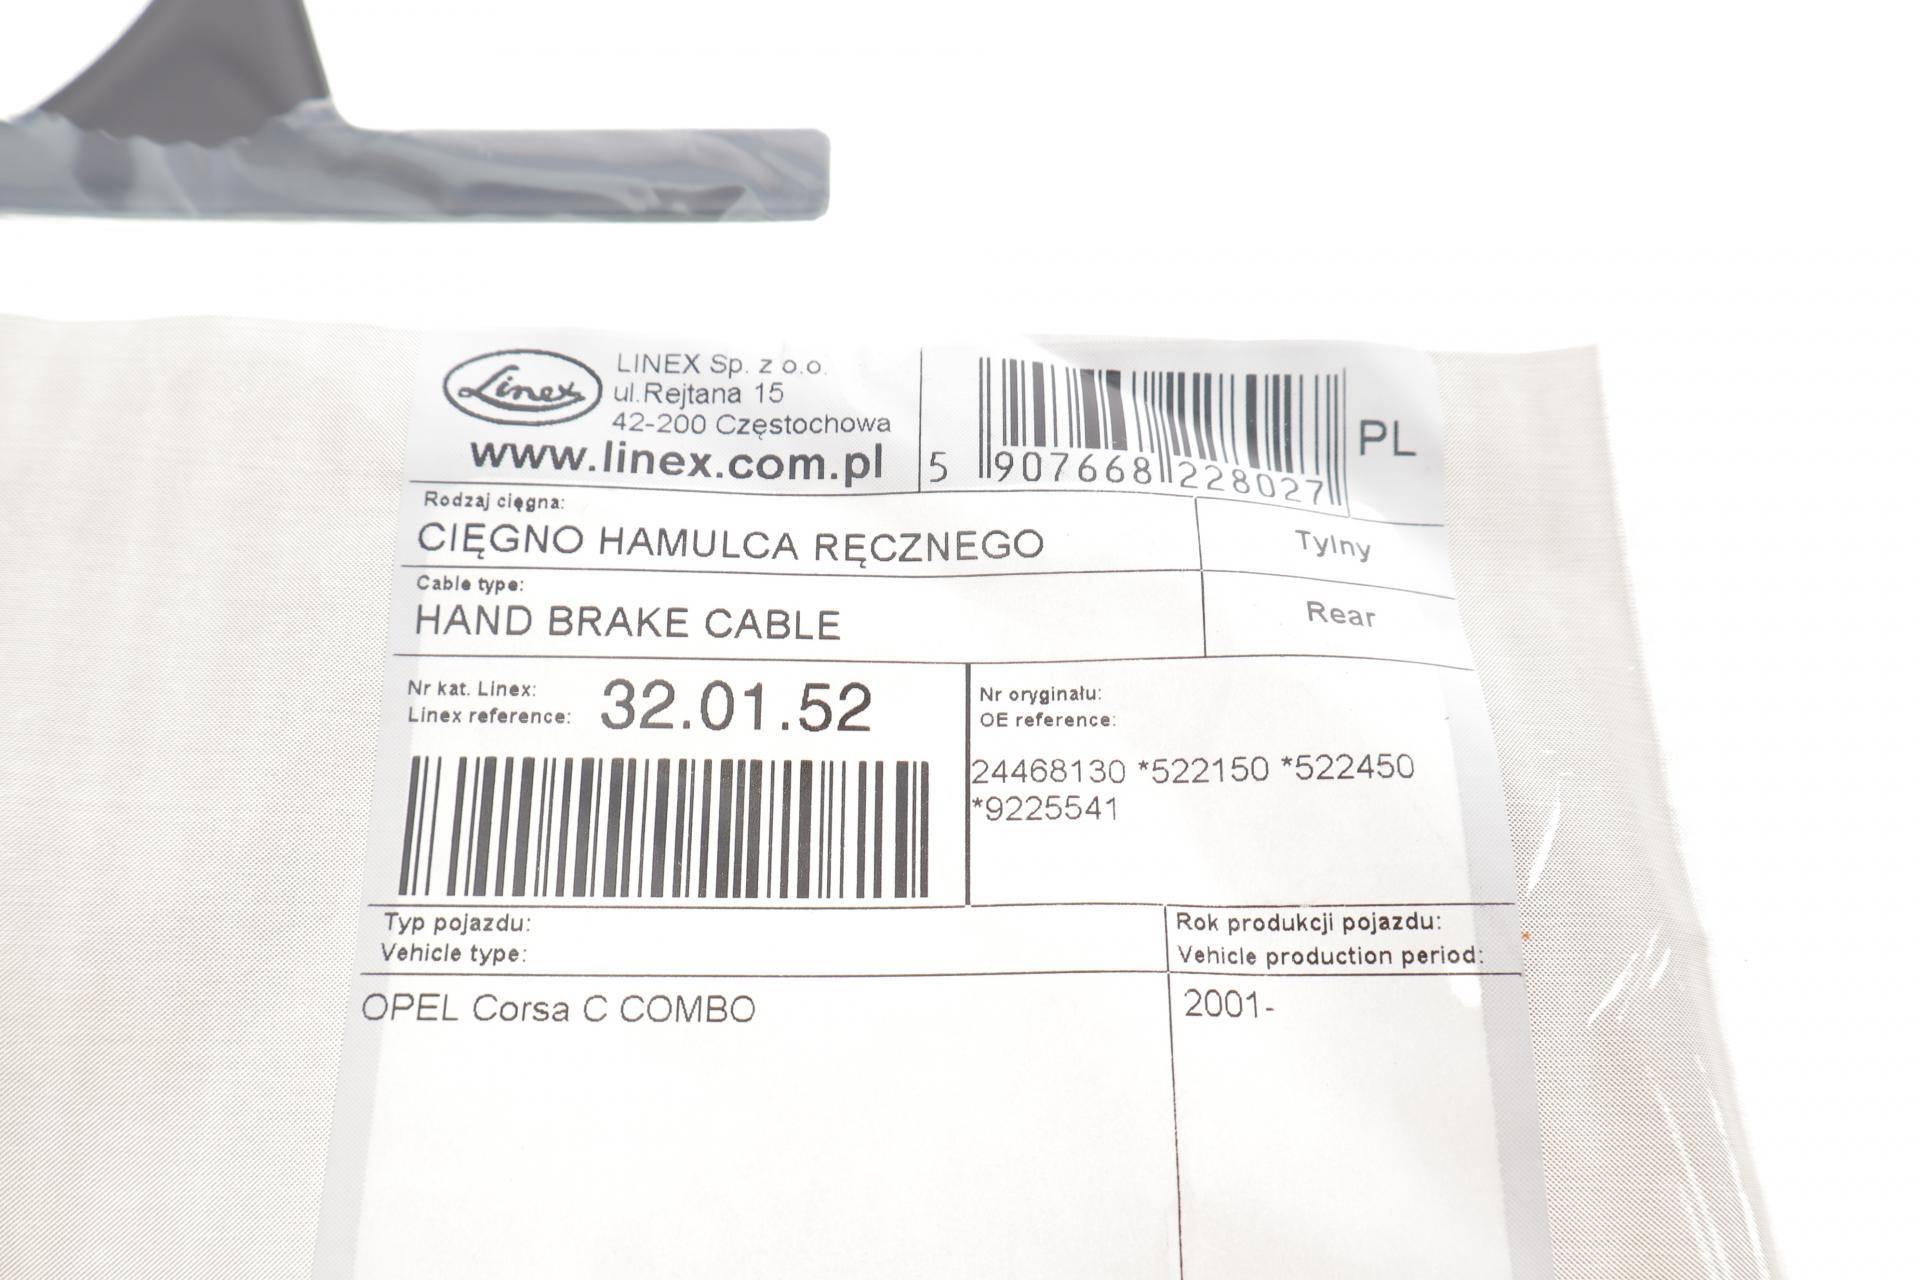 Linex
LINEX Sp. z o.o.
ul.Rejtana 15
42-200 Częstochowa
www.linex.com.pl
5 907668 228027
PL
Rodzaj cięgna:
CIĘGNO HAMULCA RĘCZNEGO
Tylny
Cable type:
HAND BRAKE CABLE
Rear
Nr kat. Linex:
Linex reference: 32.01.52
Nr oryginału:
OE reference:
24468130 *522150 *522450
*9225541
Typ pojazdu:
Vehicle type:
Rok produkcji pojazdu:
Vehicle production period:
OPEL Corsa C COMBO
2001-